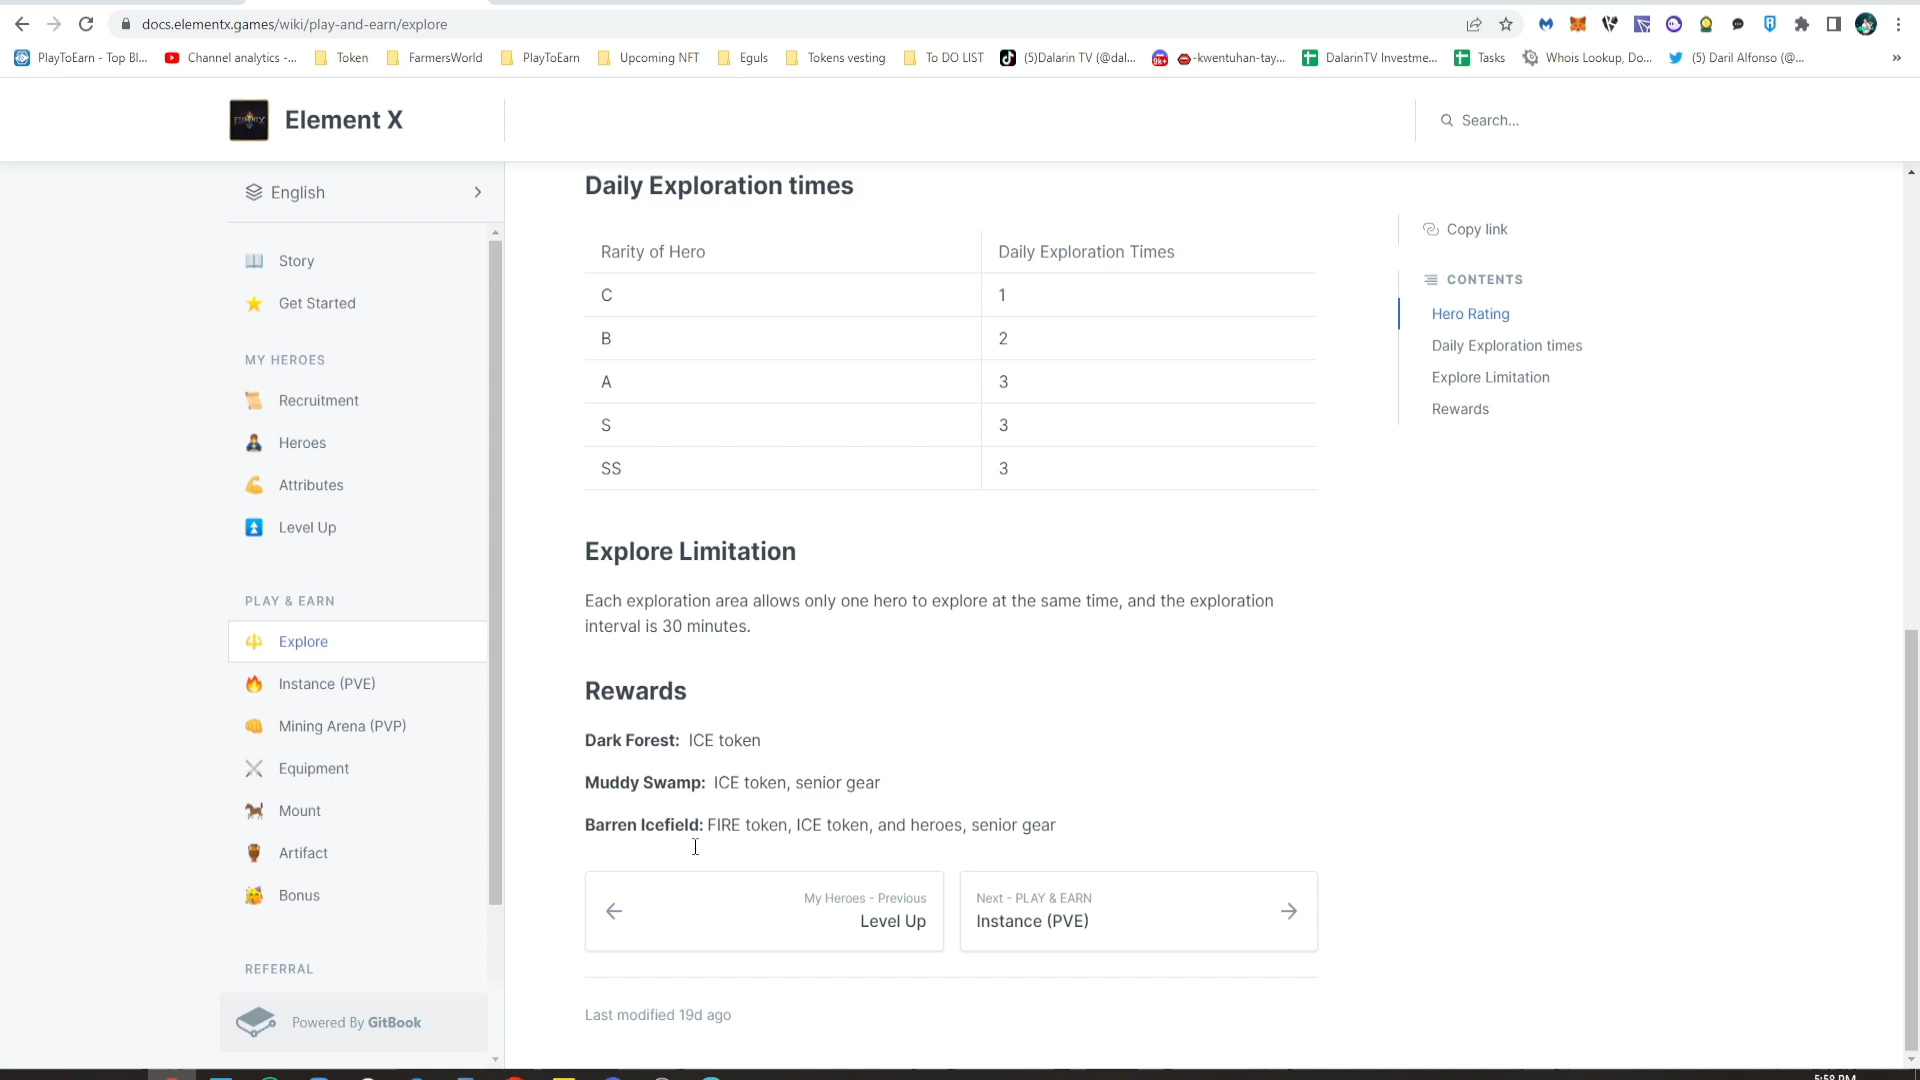 docs.elementx.games/wiki/play-and-earn/explore
PlayToEarn - Top Bl...
Channel analytics -...
Token
FarmersWorld
PlayToEarn
Upcoming NFT
Eguls
Tokens vesting
To DO LIST
(5)Dalarin TV (@dal...
9k+
-kwentuhan-tay...
DalarinTV Investme...
Tasks
Whois Lookup, Do...
(5) Daril Alfonso (@...
»
Element X
Search...
English
Story
Get Started
MY HEROES
Recruitment
Heroes
Attributes
Level Up
PLAY & EARN
Explore
Instance (PVE)
Mining Arena (PVP)
Equipment
Mount
Artifact
Bonus
REFERRAL
Powered By GitBook
Daily Exploration times
Rarity of Hero Daily Exploration Times
C 1
B 2
A 3
S 3
SS 3
Explore Limitation
Each exploration area allows only one hero to explore at the same time, and the exploration
interval is 30 minutes.
Rewards
Dark Forest: ICE token
Muddy Swamp: ICE token, senior gear
Barren Icefield: FIRE token, ICE token, and heroes, senior gear
My Heroes - Previous
Level Up
Next - PLAY & EARN
Instance (PVE)
Last modified 19d ago
Copy link
CONTENTS
Hero Rating
Daily Exploration times
Explore Limitation
Rewards
5:58 PM